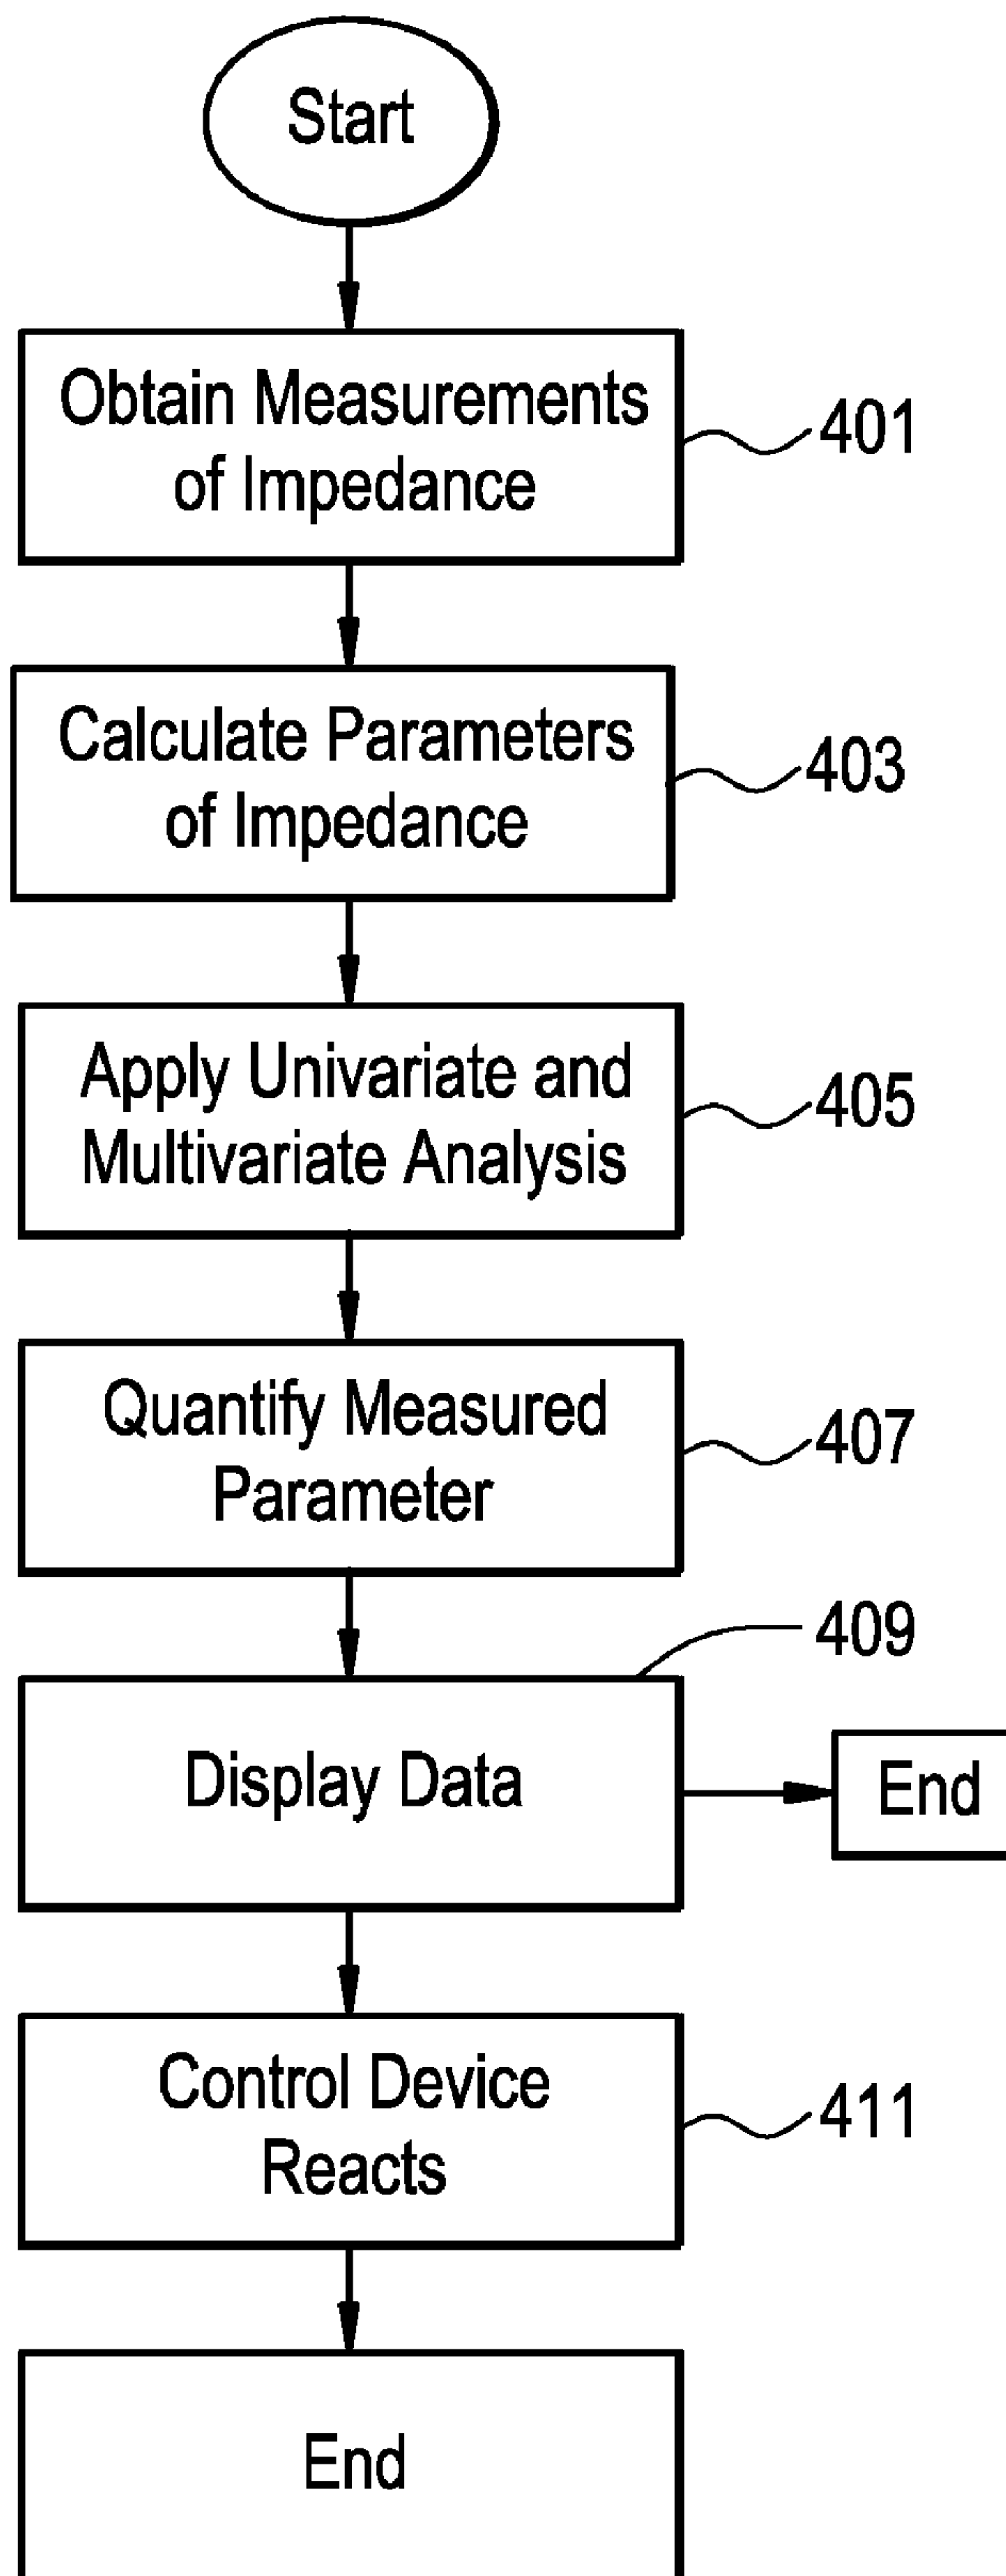 Start
Obtain Measurements
of Impedance
401
Calculate Parameters
of Impedance
403
Apply Univariate and
Multivariate Analysis
405
Quantify Measured
Parameter
407
409
Display Data
End
Control Device
Reacts
411
End